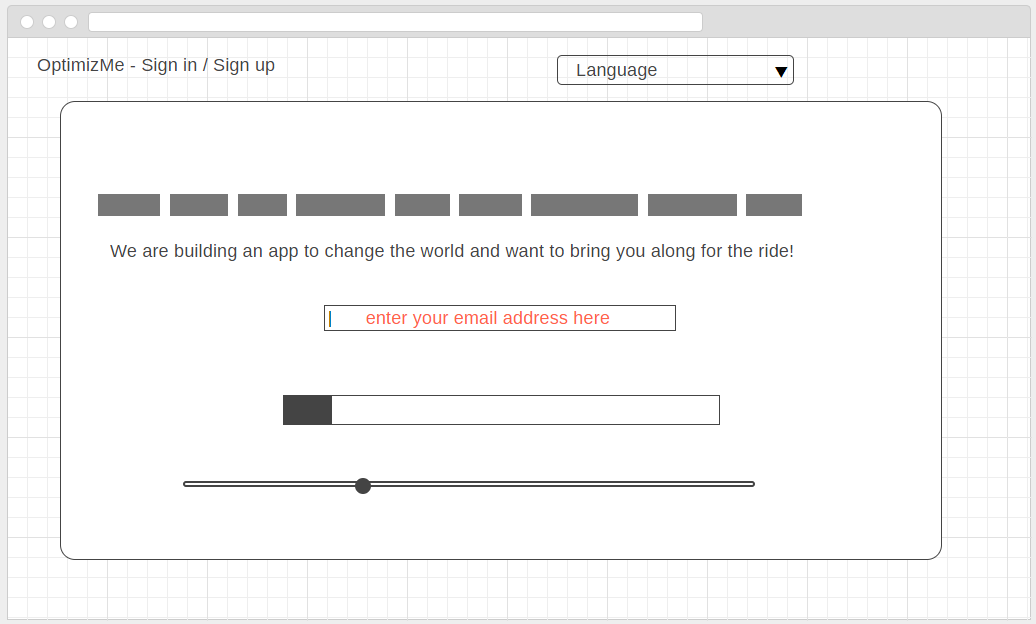 OptimizMe - Sign in / Sign up
Language
We are building an app to change the world and want to bring you along for the ride!
enter your email address here